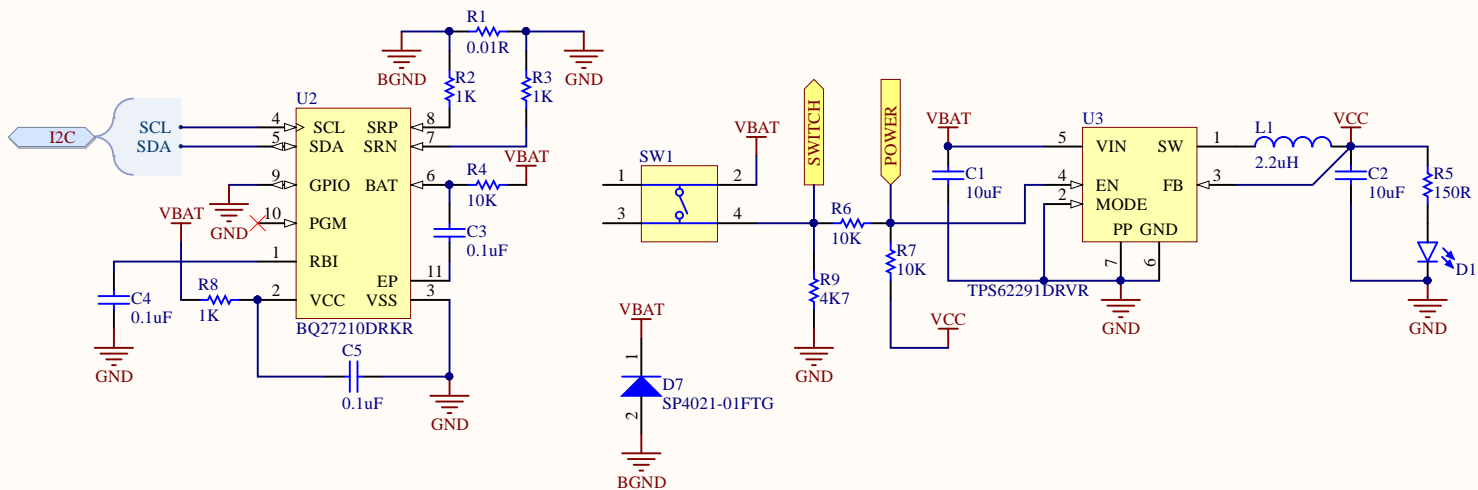 R1
0.01R
BGND
GND
R2
1K
R3
1K
U2
I2C
SCL
SDA
4
5
9
10
1
2
SCL
SDA
GPIO
PGM
RBI
VCC
SRP
SRN
BAT
EP
VSS
8
7
6
11
3
BQ27210DRKR
VBAT
R4
10K
C3
0.1uF
GND
VBAT
R8
1K
C4
0.1uF
GND
C5
0.1uF
GND
SW1
1
2
3
4
VBAT
SWITCH
POWER
R6
10K
R7
10K
R9
4K7
GND
VCC
VBAT
1
D7
SP4021-01FTG
2
BGND
VBAT
C1
10uF
U3
5
4
2
VIN
EN
MODE
PP GND
SW
FB
1
3
7
6
TPS62291DRVR
GND
L1
2.2uH
VCC
C2
10uF
R5
150R
D1
GND